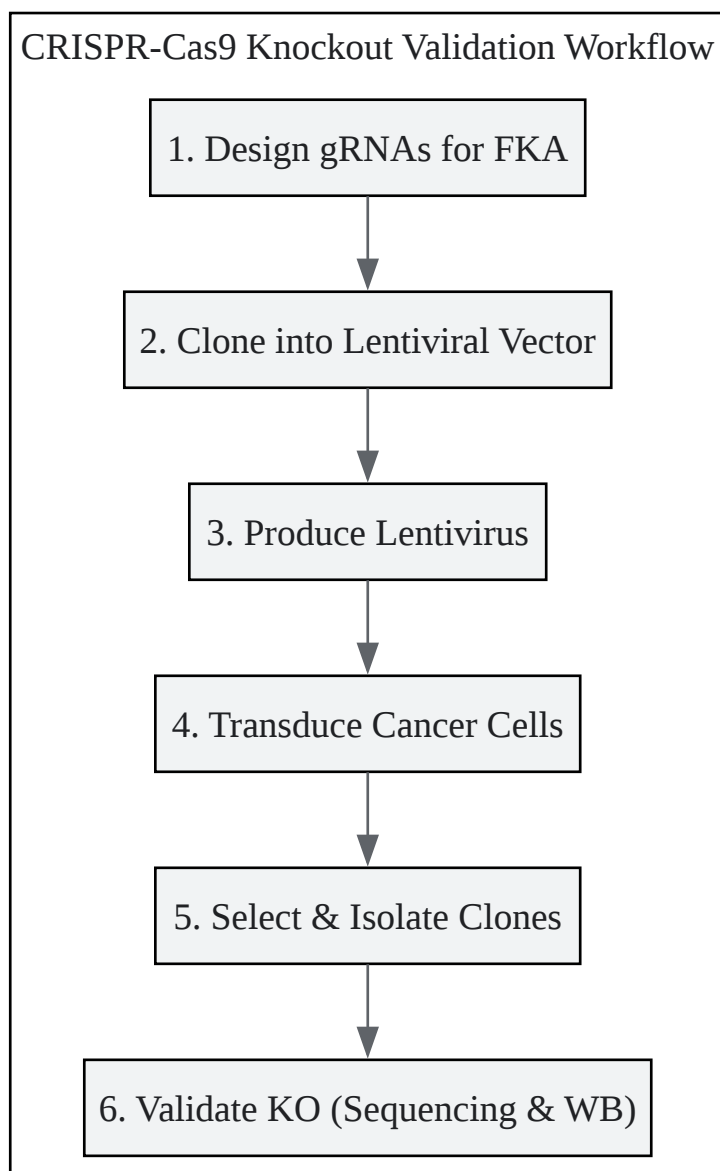 CRISPR-Cas9 Knockout Validation Workflow
1. Design gRNAs for FKA
2. Clone into Lentiviral Vector
3. Produce Lentivirus
4. Transduce Cancer Cells
5. Select & Isolate Clones
6. Validate KO (Sequencing & WB)